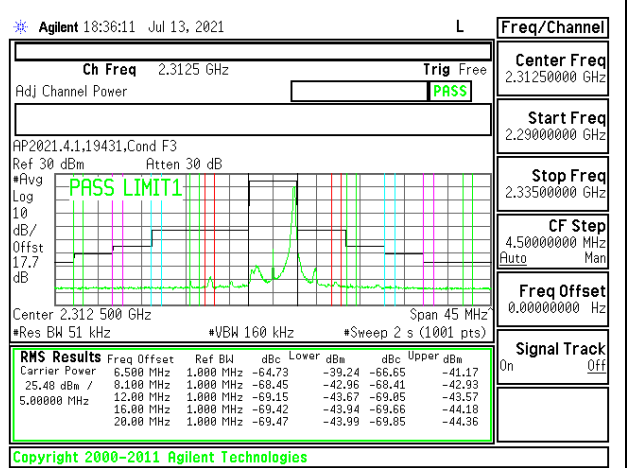 Agilent 18:36:11 Jul 13, 2021 L
Freq/Channel
Ch Freq 2.3125 GHz Trig Free
Adj Channel Power PASS
Center Freq
2.31250000 GHz
Start Freq
2.29000000 GHz
Stop Freq
2.33500000 GHz
CF Step
4.50000000 MHz
Auto Man
Freq Offset
0.00000000 Hz
Signal Track
On Off
AP2021.4.1,19431,Cond F3
Ref 30 dBm Atten 30 dB
#Avg
Log
10
dB/
Offst
17.7
dB
PASS LIMIT1
Center 2.312 500 GHz Span 45 MHz^
#Res BW 51 kHz #VBW 160 kHz #Sweep 2 s (1001 pts)
RMS Results Freq Offset Ref BW dBc Lower dBm dBc Upper dBm
Carrier Power 6.500 MHz 1.000 MHz -64.73 -39.24 -66.65 -41.17
25.48 dBm / 8.100 MHz 1.000 MHz -68.45 -42.96 -68.41 -42.93
5.00000 MHz 12.00 MHz 1.000 MHz -69.15 -43.67 -69.05 -43.57
16.00 MHz 1.000 MHz -69.42 -43.94 -69.66 -44.18
20.00 MHz 1.000 MHz -69.47 -43.99 -69.85 -44.36
Copyright 2000-2011 Agilent Technologies